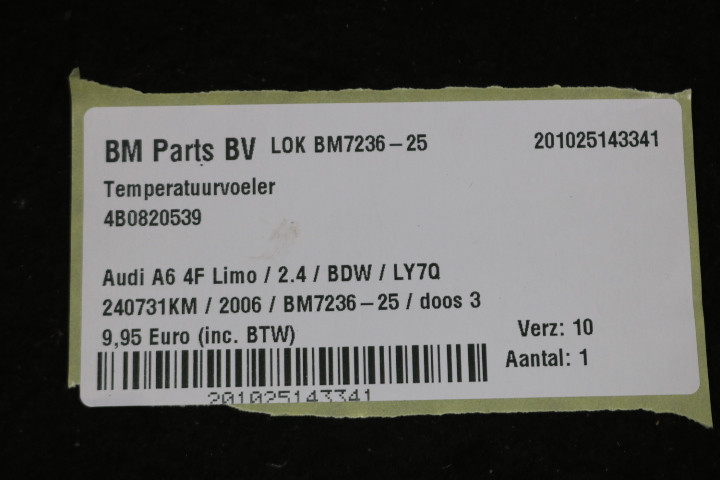 BM Parts BV LOK BM7236-25 201025143341
Temperatuurvoeler
4B0820539
Audi A6 4F Limo / 2.4 / BDW / LY7Q
240731KM / 2006 / BM7236-25 / doos 3
9,95 Euro (inc. BTW) Verz: 10
Aantal: 1
201025143341